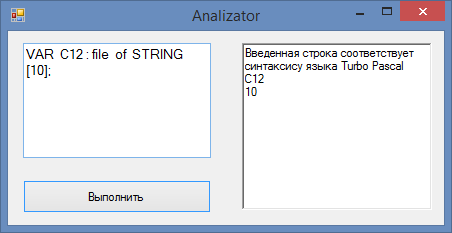 Analizator
VAR C12 : file of STRING
[10];
Введенная строка соответствует
синтаксису языка Turbo Pascal
C12
10
Выполнить